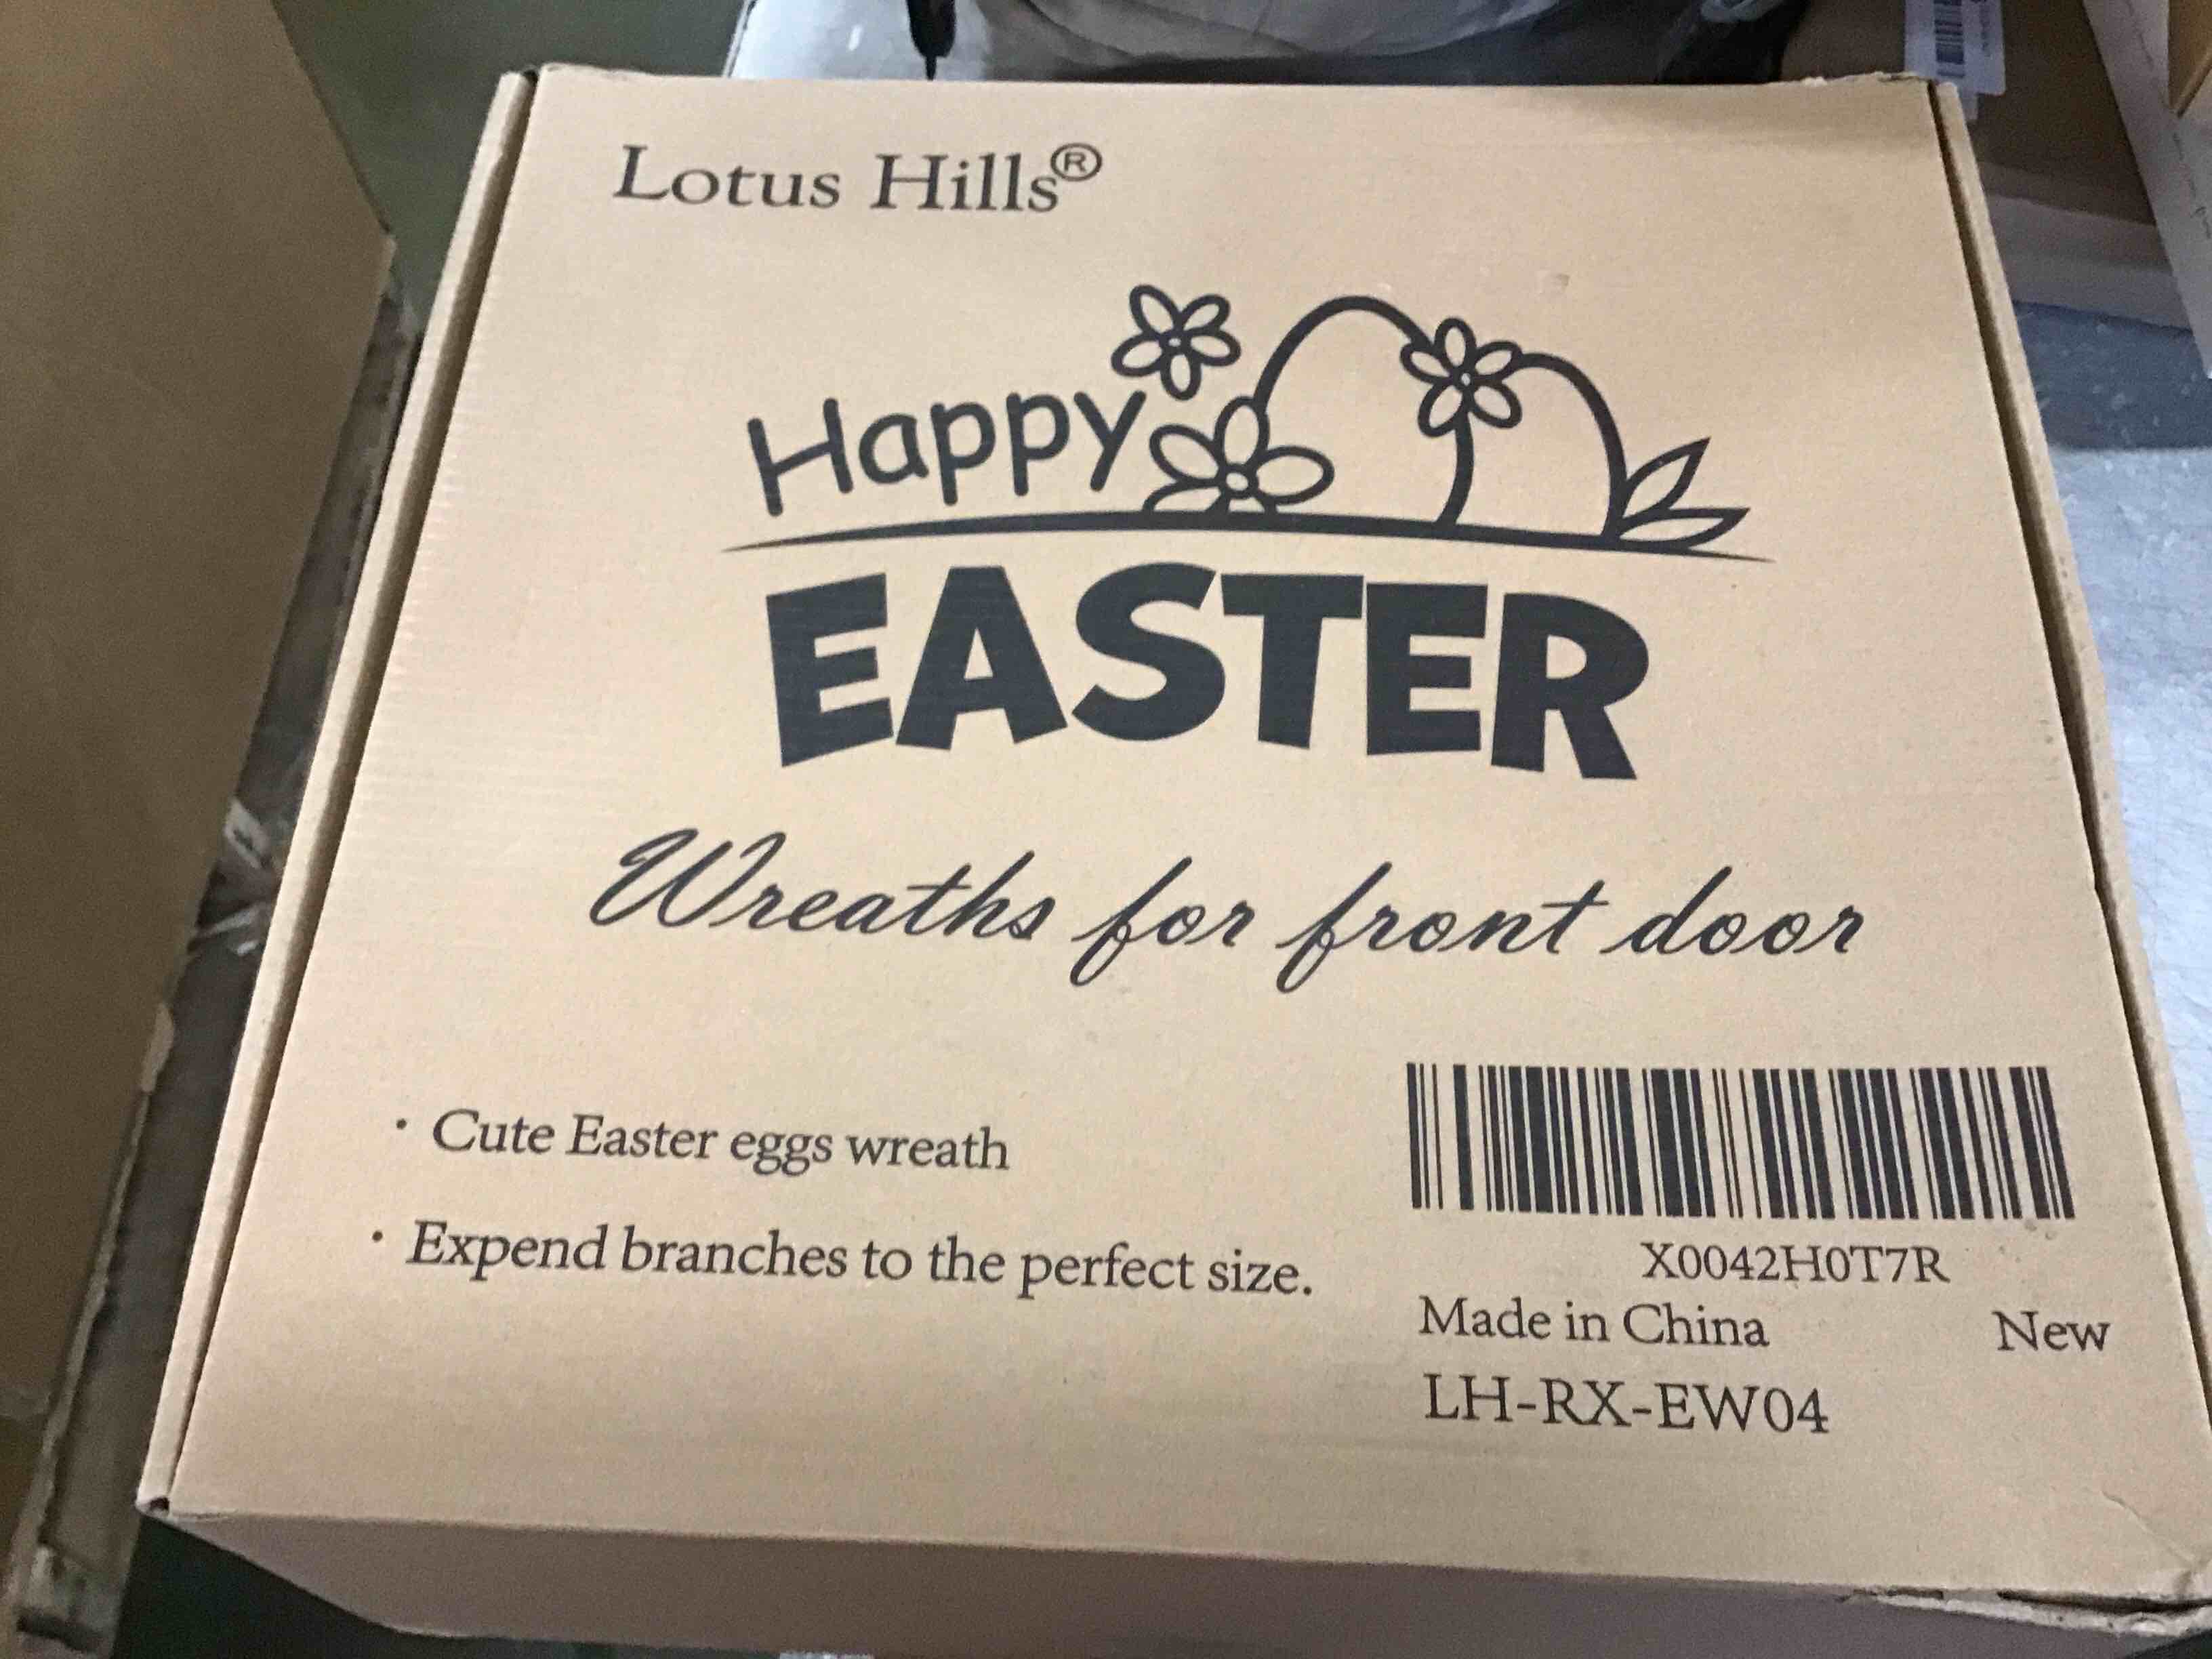 Lotus Hills®
Happy
EASTER
Wreaths for front door
· Cute Easter eggs wreath
· Expend branches to the perfect size.
X0042H0T7R
Made in China New
LH-RX-EW04